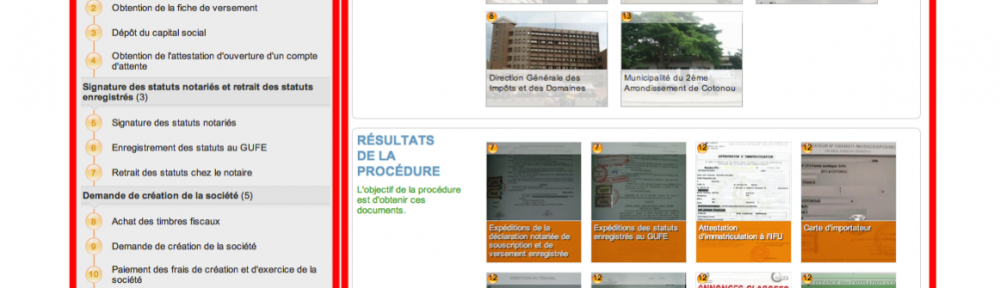 2 Obtention de la fiche de versement
3 Dépôt du capital social
4 Obtention de l'attestation d'ouverture d'un compte
d'attente
Signature des statuts notariés et retrait des statuts
enregistrés (3)
5 Signature des statuts notariés
6 Enregistrement des statuts au GUFE
7 Retrait des statuts chez le notaire
Demande de création de la société (5)
8 Achat des timbres fiscaux
9 Demande de création de la société
10 Paiement des frais de création et d'exercice de la
société
8
Direction Générale des
Impôts et des Domaines
13
Municipalité du 2ème
Arrondissement de Cotonou
RÉSULTATS
DE LA
PROCÉDURE
L'objectif de la procédure
est d'obtenir ces
documents.
7
Expéditions de la
déclaration notariée de
souscription et de
versement enregistrée
7
Expéditions des statuts
enregistrés au GUFE
12
Attestation
d'immatriculation à l'IFU
12
Carte d'importateur
12
12
12
ANNONCES CLASSEES
12